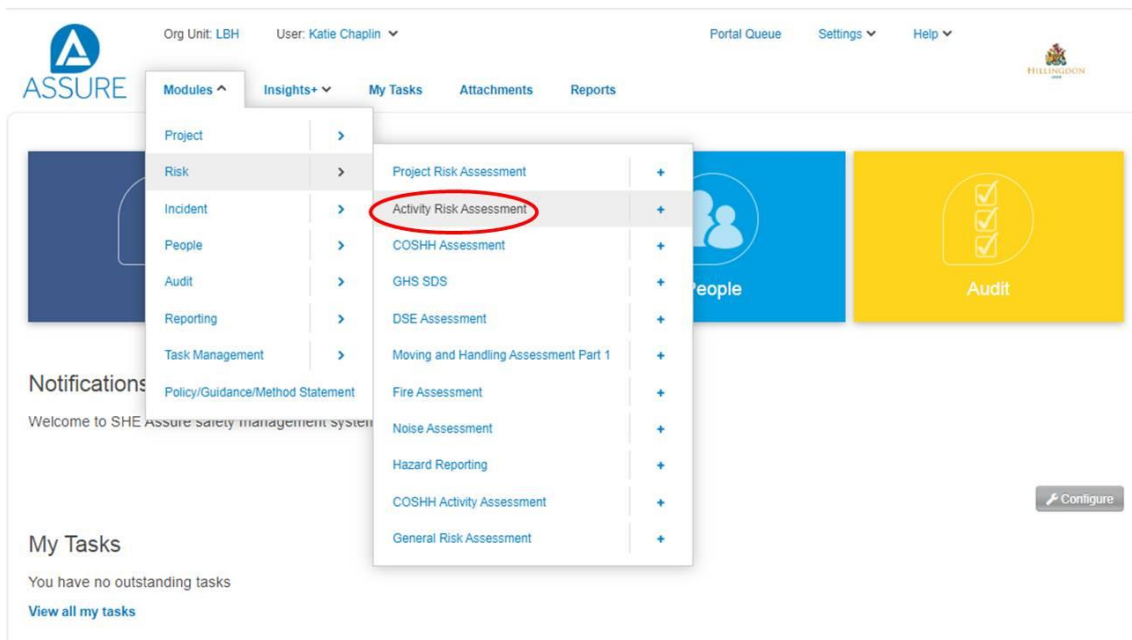 Org Unit: LBH User: Katie Chaplin Portal Queue Settings Help
ASSURE
HILLINGDON
Modules Insights+ My Tasks Attachments Reports
Project
Risk
Incident
People
Audit
Reporting
Task Management
Policy/Guidance/Method Statement
Project Risk Assessment +
Activity Risk Assessment +
COSHH Assessment +
GHS SDS +
DSE Assessment +
Moving and Handling Assessment Part 1 +
Fire Assessment +
Noise Assessment +
Hazard Reporting +
COSHH Activity Assessment +
General Risk Assessment +
People
Audit
Notifications
Welcome to SHE Assure safety management system
Configure
My Tasks
You have no outstanding tasks
View all my tasks